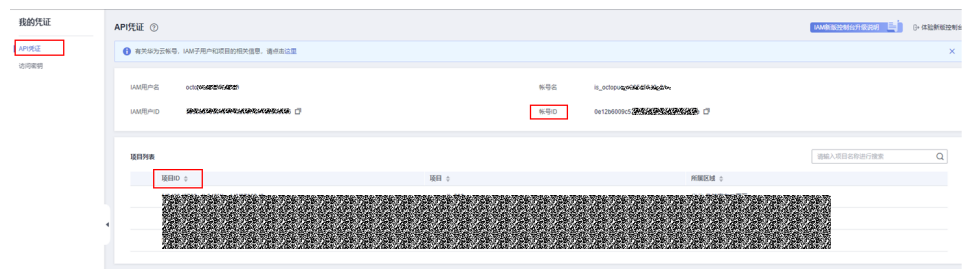 我的凭证
API凭证
访问密钥
API凭证
IAM新版控制台升级说明
体验新版控制台
有关华为云帐号、IAM子用户和项目的相关信息，请点击这里
IAM用户名
帐号名
IAM用户ID
帐号ID
0e12b6009c5
项目列表
请输入项目名称进行搜索
项目ID
项目
所属区域